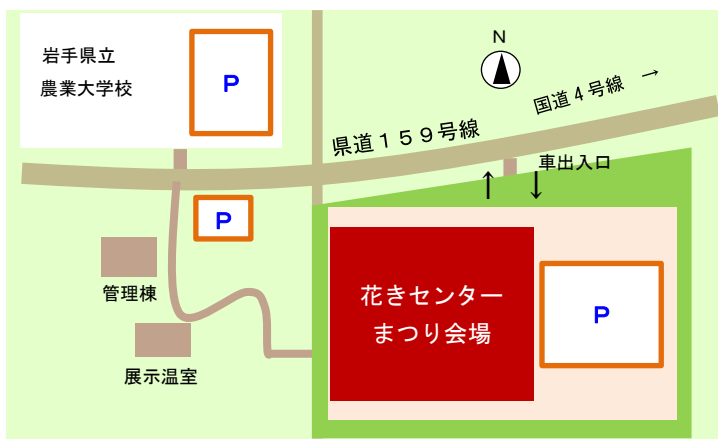 岩手県立
農業大学校
P
N
国道４号線　→
県道１５９号線
車出入口
↑ ↓
P
管理棟
花きセンター
まつり会場
P
展示温室